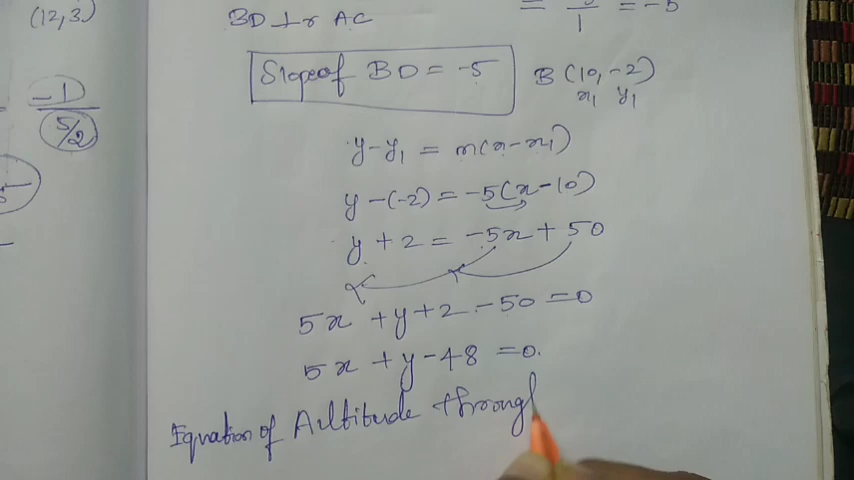 (12,3)
-1
5/2
BD ⊥r AC
= /1 = -5
Slope of BD = -5
B (10, -2)
x₁ y₁
y - y₁ = m(x - x₁)
y - (-2) = -5(x - 10)
y + 2 = -5x + 50
5x + y + 2 - 50 = 0
5x + y - 48 = 0.
Equation of Altitude through